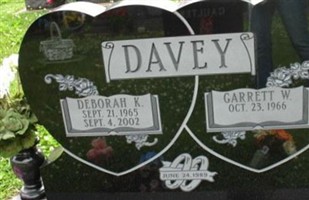 DAVEY
DEBORAH K.
SEPT. 21, 1965
SEPT. 4, 2002
GARRETT W.
OCT. 23, 1966
JUNE 24, 1989